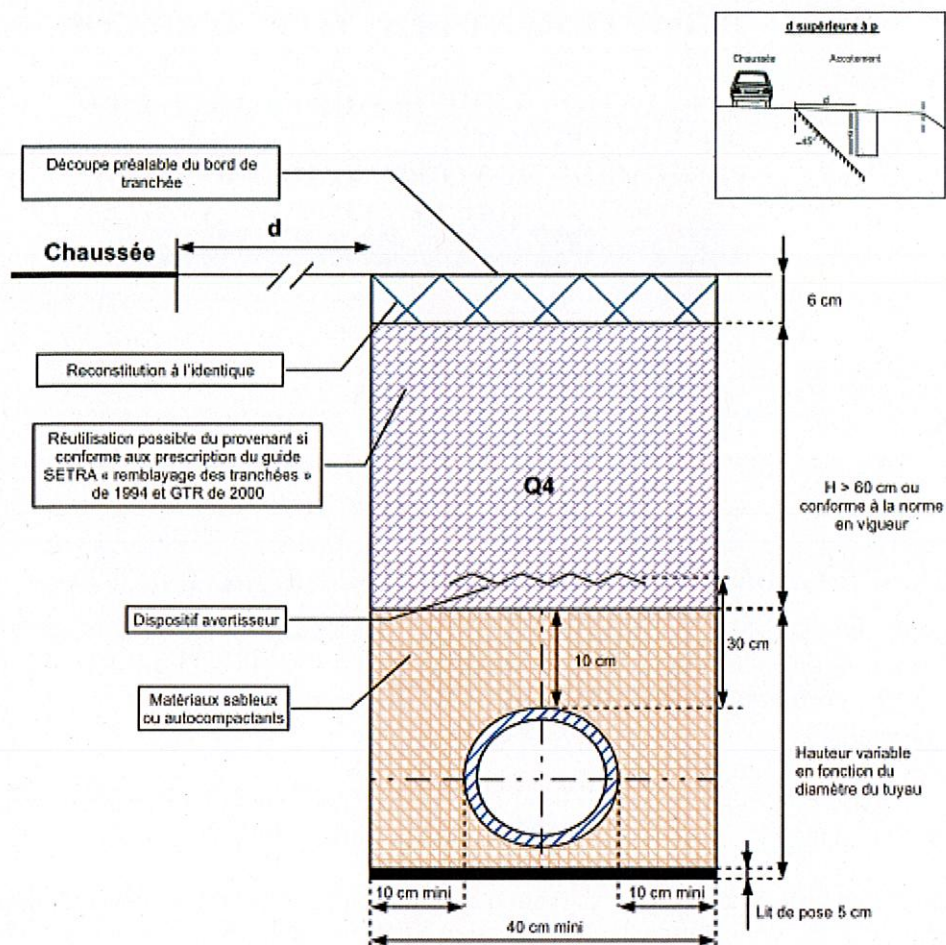 d supérieure à p
Chaussée
Accotement
d
45°
Découpe préalable du bord de
tranchée
d
Chaussée
6 cm
Reconstitution à l'identique
Réutilisation possible du provenant si
conforme aux prescription du guide
SETRA « remblayage des tranchées »
de 1994 et GTR de 2000
Q4
H > 60 cm ou
conforme à la norme
en vigueur
Dispositif avertisseur
10 cm
30 cm
Matériaux sableux
ou autocompactants
Hauteur variable
en fonction du
diamètre du tuyau
10 cm mini
10 cm mini
Lit de pose 5 cm
40 cm mini